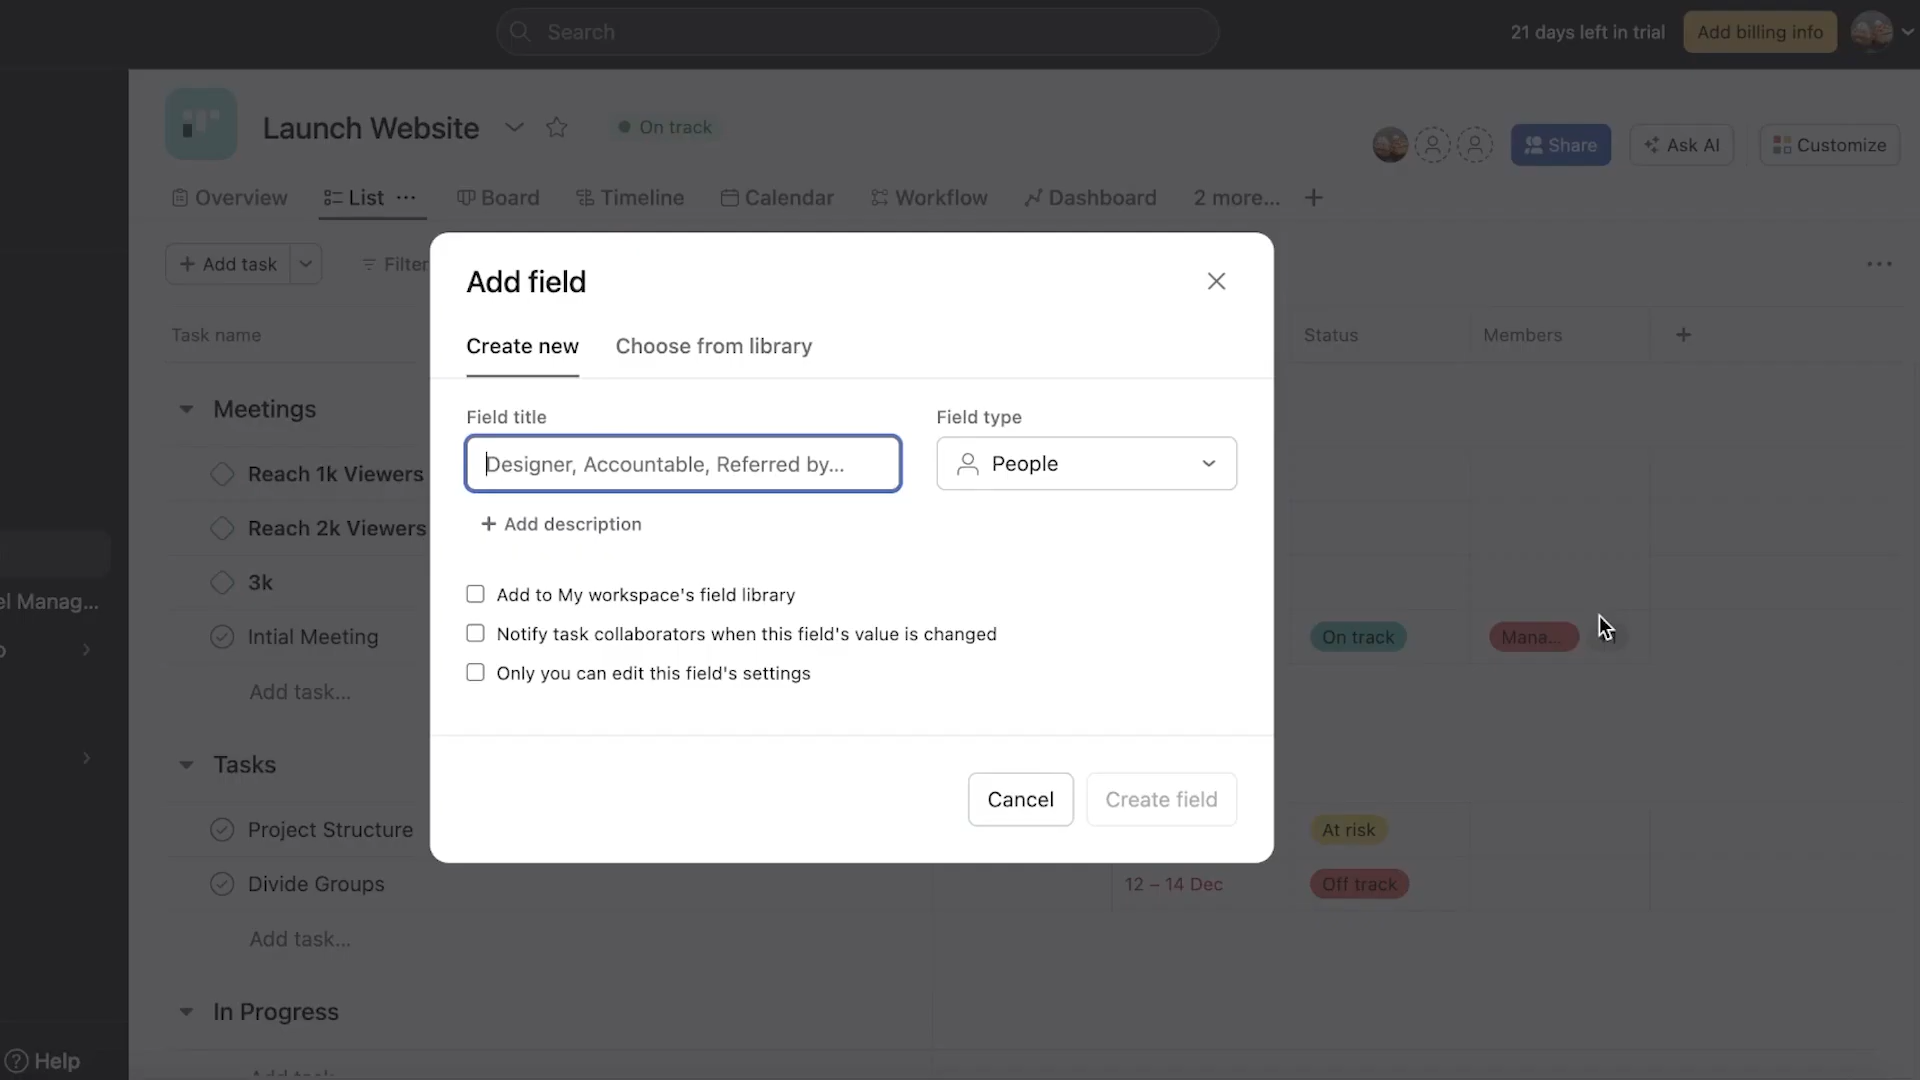 Search
21 days left in trial
Add billing info
Launch Website
On track
Share
Ask AI
Customize
Overview
List
Board
Timeline
Calendar
Workflow
Dashboard
2 more...
Add task
Filter
Task name
Status
Members
Meetings
Reach 1k Viewers
Reach 2k Viewers
3k
Intial Meeting
On track
Mana...
Add task...
Tasks
Project Structure
At risk
Divide Groups
12 – 14 Dec
Off track
Add task...
In Progress
el Manag...
Help
Add field
Create new
Choose from library
Field title
Field type
Designer, Accountable, Referred by...
People
Add description
Add to My workspace's field library
Notify task collaborators when this field's value is changed
Only you can edit this field's settings
Cancel
Create field